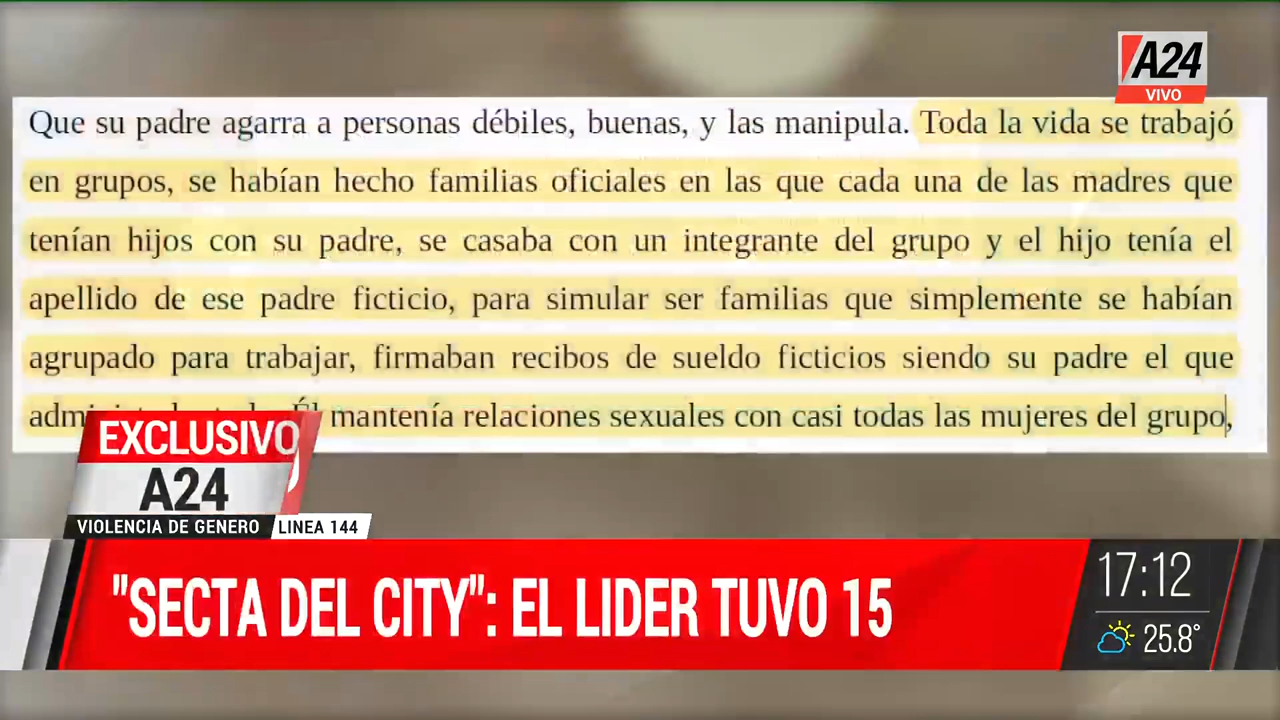 A24
VIVO
Que su padre agarra a personas débiles, buenas, y las manipula. Toda la vida se trabajó
en grupos, se habían hecho familias oficiales en las que cada una de las madres que
tenían hijos con su padre, se casaba con un integrante del grupo y el hijo tenía el
apellido de ese padre ficticio, para simular ser familias que simplemente se habían
agrupado para trabajar, firmaban recibos de sueldo ficticios siendo su padre el que
Él mantenía relaciones sexuales con casi todas las mujeres del grupo,
EXCLUSIVO
A24
VIOLENCIA DE GENERO LINEA 144
"SECTA DEL CITY": EL LIDER TUVO 15
17:12
25.8°